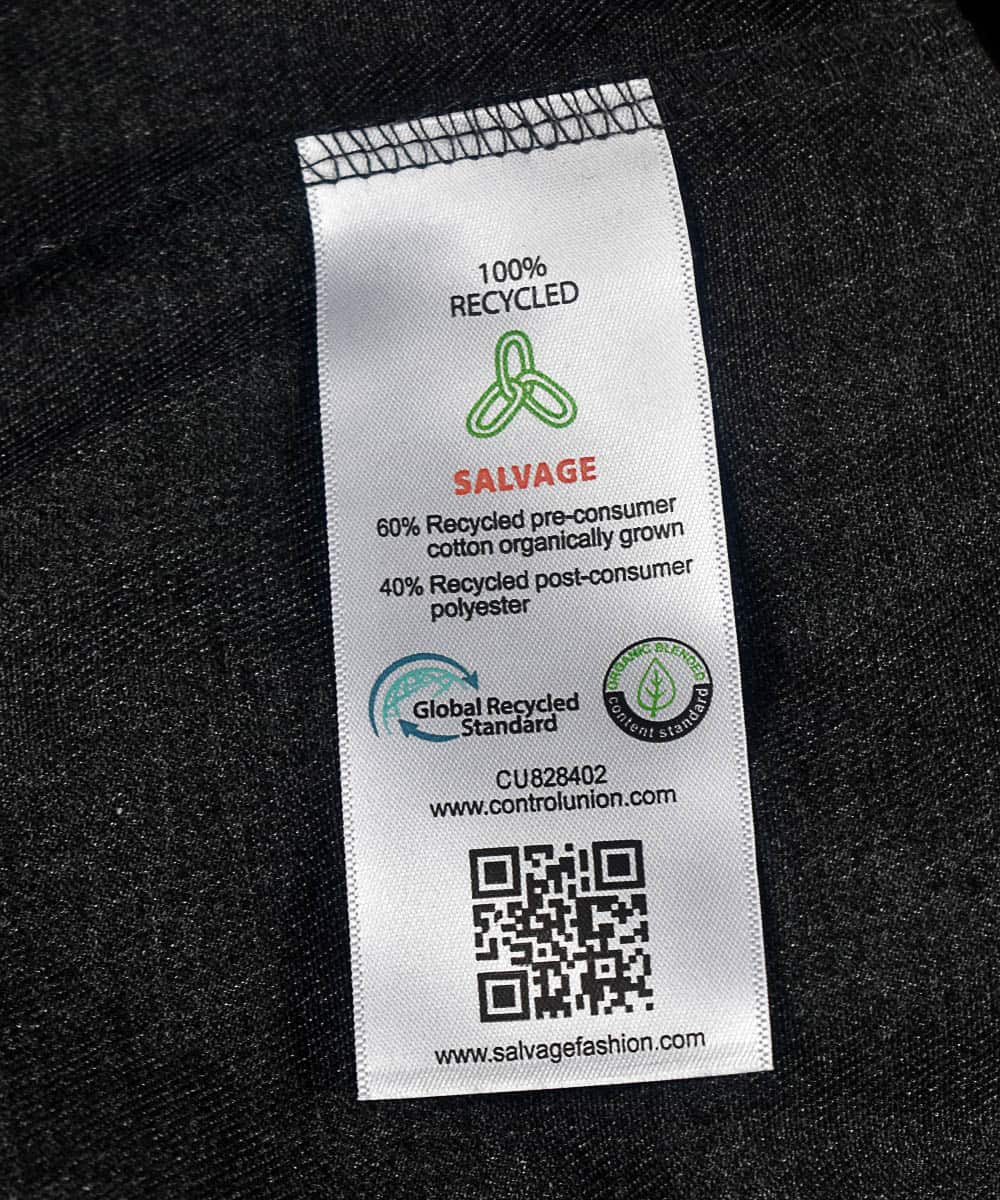 100%
RECYCLED
SALVAGE
60% Recycled pre-consumer
cotton organically grown
40% Recycled post-consumer
polyester
Global Recycled
Standard
ORGANIC BLENDED
content standard
CU828402
www.controlunion.com
www.salvagefashion.com